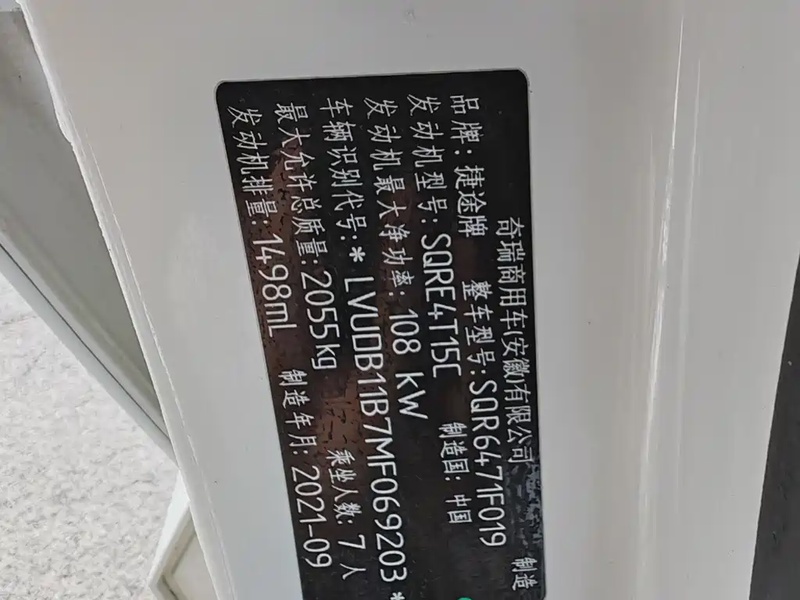 奇瑞商用车(安徽)有限公司 制造
品牌：捷途牌 整车型号：SQR6471F019
发动机型号：SQRE4T15C 制造国：中国
发动机最大净功率：108 kW
车辆识别代号：*LVUDB11B7MF069203*
最大允许总质量：2055kg 乘坐人数：7人
发动机排量：1498mL 制造年月：2021-09